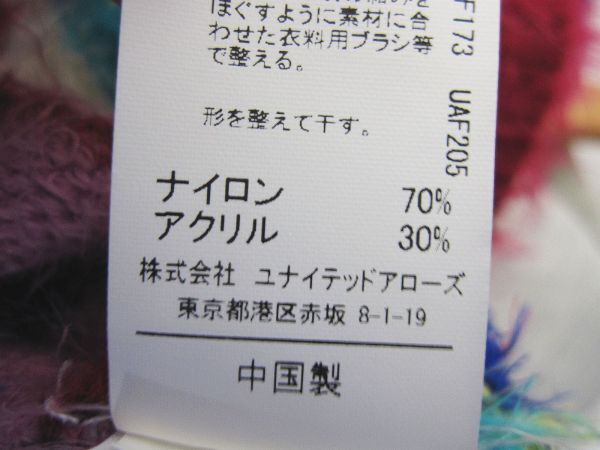 ほぐすように素材に合
わせた衣料用ブラシ等
で整える。
形を整えて干す。
ナイロン 70%
アクリル 30%
株式会社 ユナイテッドアローズ
東京都港区赤坂 8-1-19
中国製
F173 UAF205